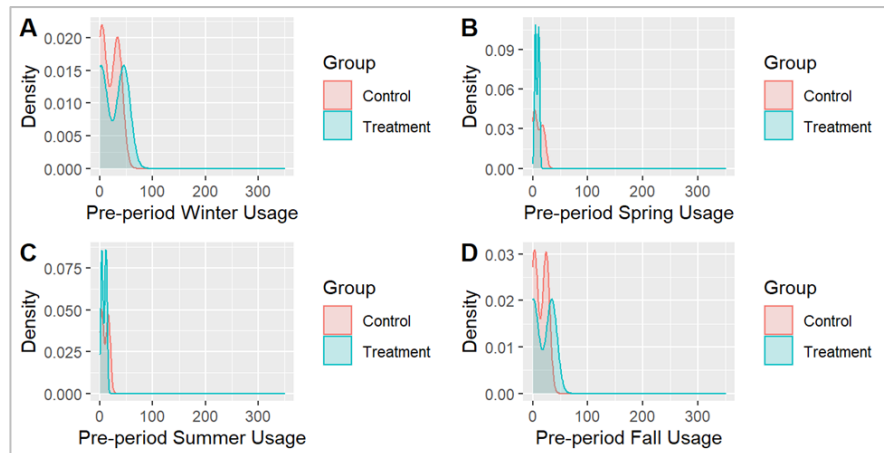 A
0.020
0.015
0.010
0.005
0.000
Density
0 100 200 300
Pre-period Winter Usage
Group
Control
Treatment
B
0.09
0.06
0.03
0.00
Density
0 100 200 300
Pre-period Spring Usage
Group
Control
Treatment
C
0.075
0.050
0.025
0.000
Density
0 100 200 300
Pre-period Summer Usage
Group
Control
Treatment
D
0.03
0.02
0.01
0.00
Density
0 100 200 300
Pre-period Fall Usage
Group
Control
Treatment